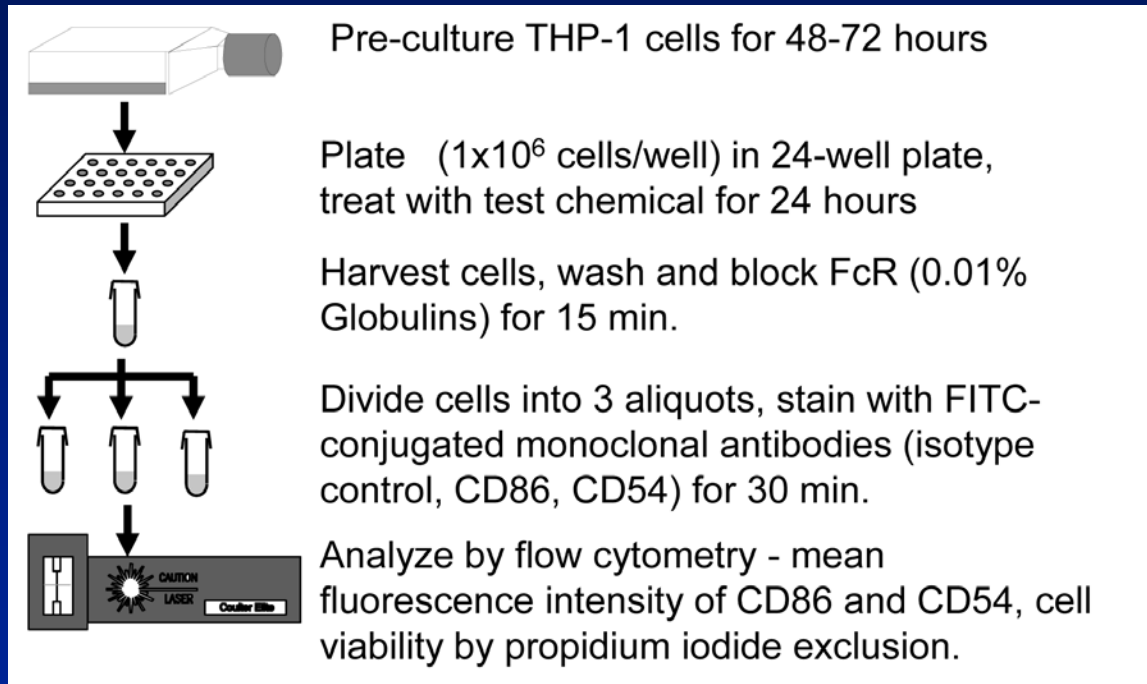 Pre-culture THP-1 cells for 48-72 hours
Plate (1x10⁶ cells/well) in 24-well plate,
treat with test chemical for 24 hours
Harvest cells, wash and block FcR (0.01%
Globulins) for 15 min.
Divide cells into 3 aliquots, stain with FITC-
conjugated monoclonal antibodies (isotype
control, CD86, CD54) for 30 min.
CAUTION
LASER
Coulter Elite
Analyze by flow cytometry - mean
fluorescence intensity of CD86 and CD54, cell
viability by propidium iodide exclusion.